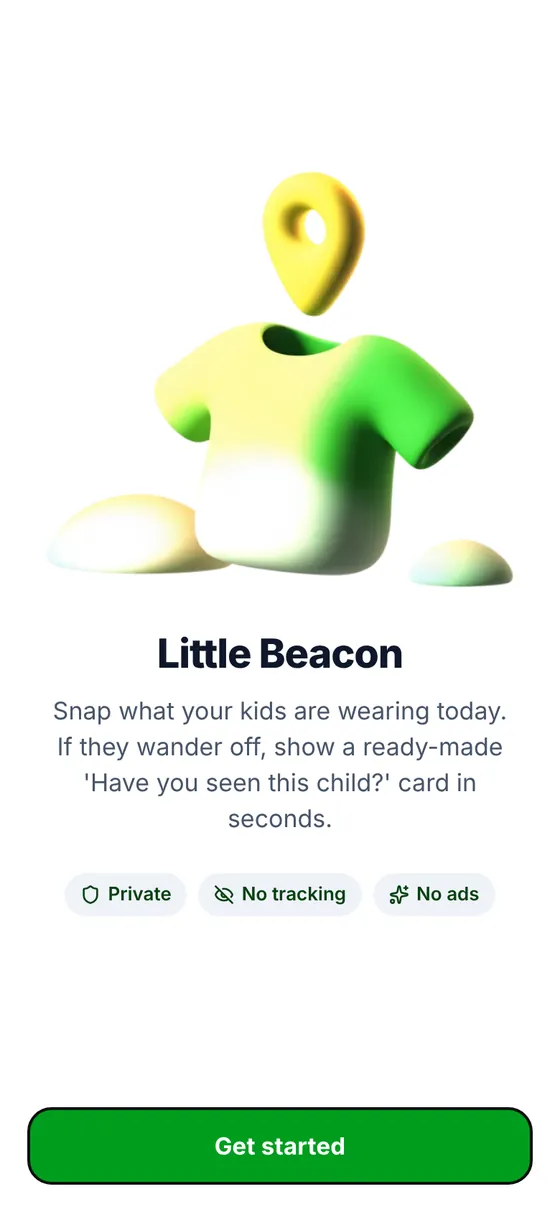 Little Beacon
Snap what your kids are wearing today.
If they wander off, show a ready-made
'Have you seen this child?' card in
seconds.
Private
No tracking
No ads
Get started